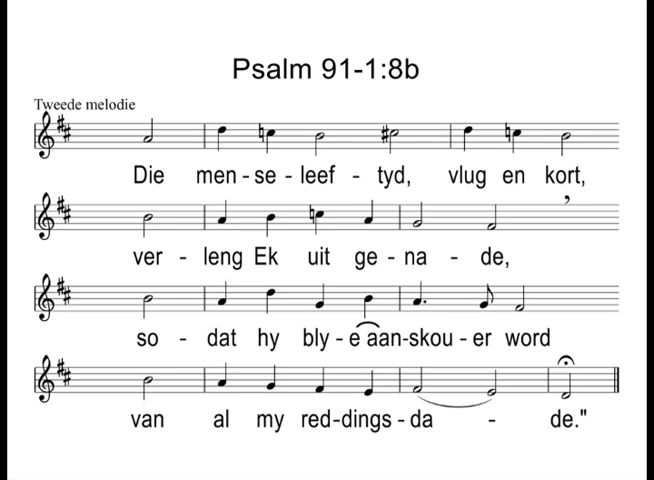 Psalm 91-1:8b
Tweede melodie
Die men - se - leef - tyd, vlug en kort,
ver - leng Ek uit ge - na - de,
so - dat hy bly - e aan-skou - er word
van al my red-dings - da - de."